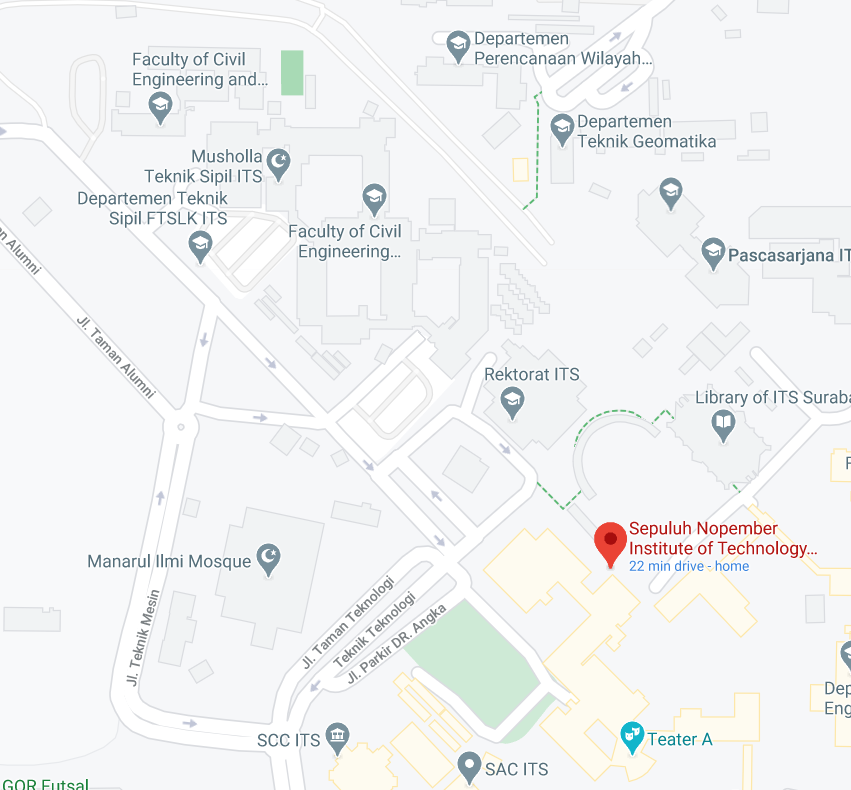 Departemen
Perencanaan Wilayah...
Faculty of Civil
Engineering and...
Departemen
Teknik Geomatika
Musholla
Teknik Sipil ITS
Departemen Teknik
Sipil FTSLK ITS
Faculty of Civil
Engineering...
Pascasarjana IT
Alumni
Jl. Taman Alumni
Rektorat ITS
Library of ITS Suraba
Sepuluh Nopember
Institute of Technology...
22 min drive - home
Manarul Ilmi Mosque
Jl. Teknik Mesin
Jl. Taman Teknologi
Teknik Teknologi
Jl. Parkir DR. Angka
Dep
Eng
SCC ITS
Teater A
SAC ITS
GOR Futsal